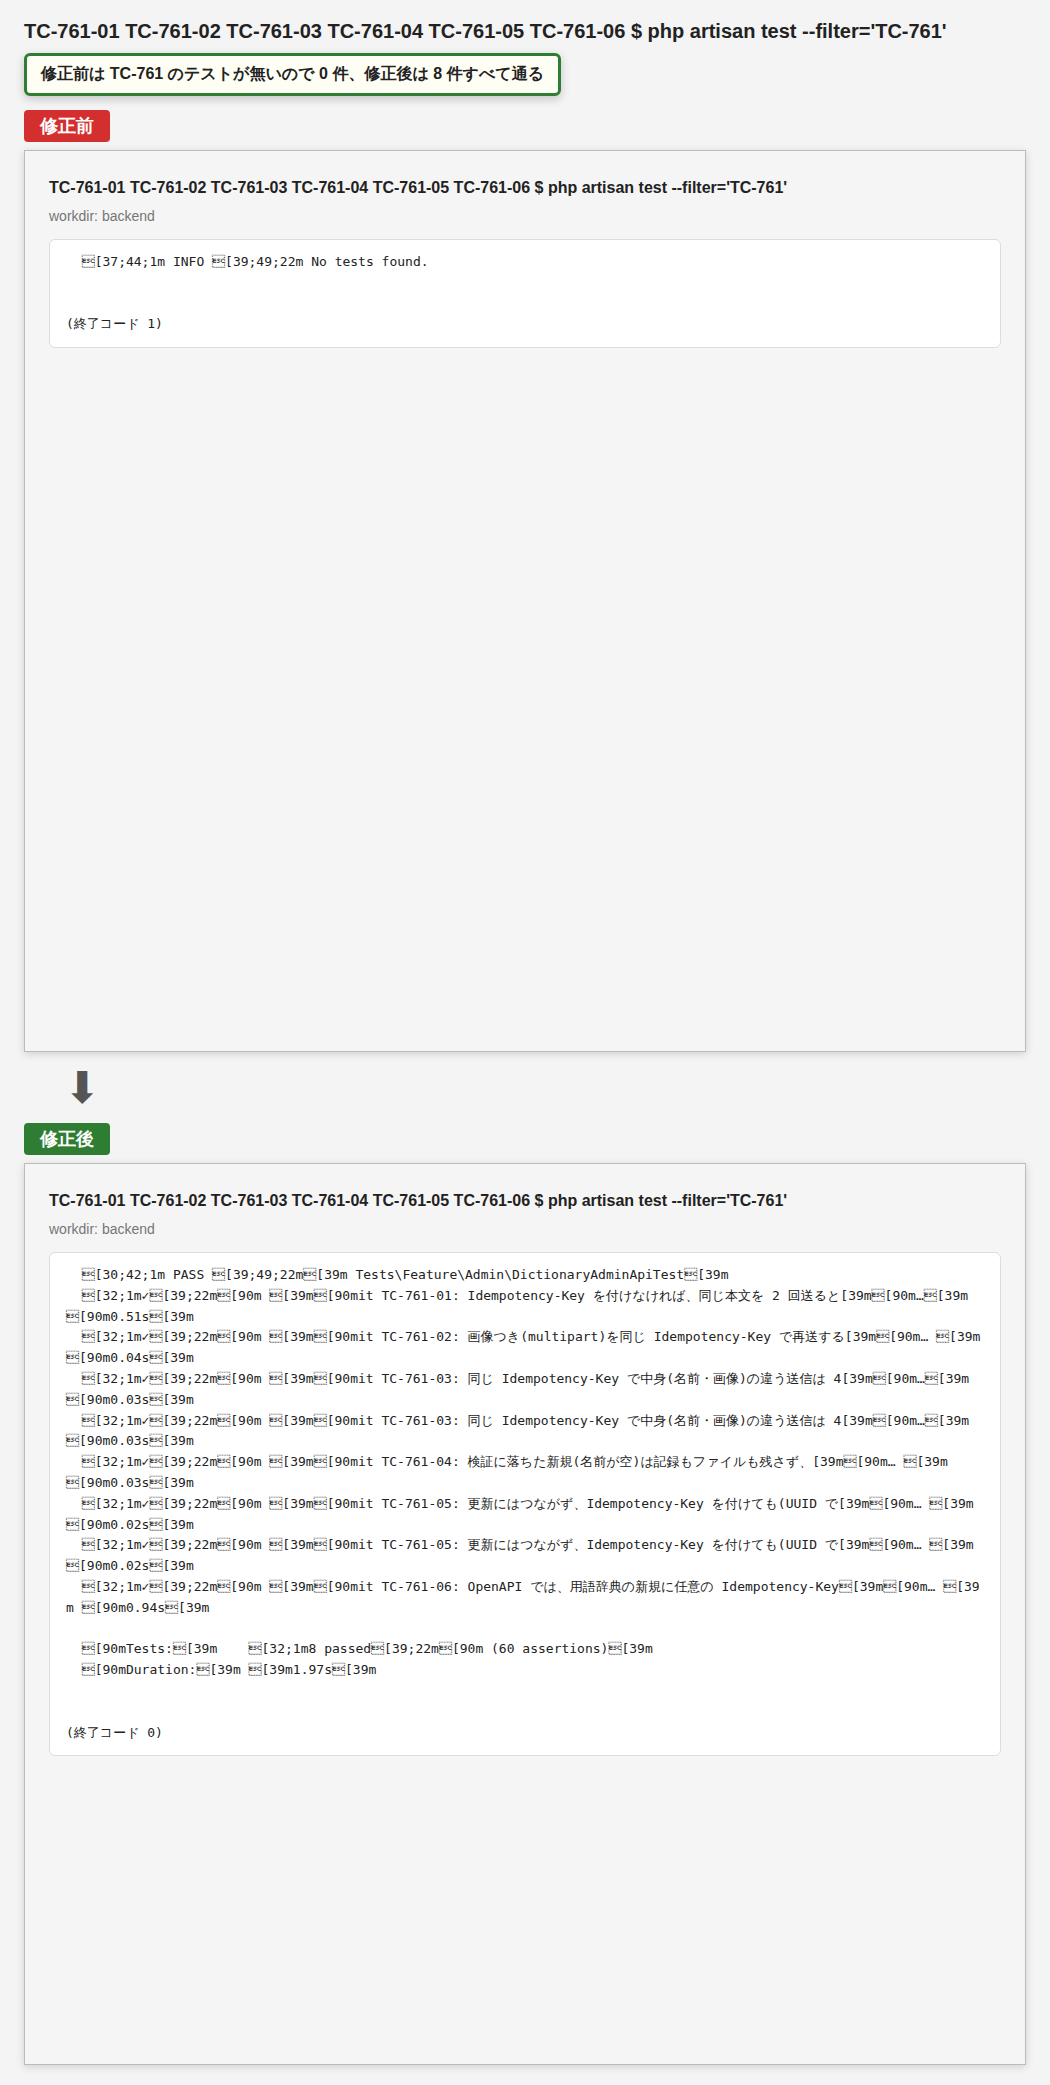 TC-761-01 TC-761-02 TC-761-03 TC-761-04 TC-761-05 TC-761-06 $ php artisan test --filter='TC-761'
修正前は TC-761 のテストが無いので 0 件、修正後は 8 件すべて通る
修正前
TC-761-01 TC-761-02 TC-761-03 TC-761-04 TC-761-05 TC-761-06 $ php artisan test --filter='TC-761'
workdir: backend
[37;44;1m INFO [39;49;22m No tests found.
(終了コード 1)
⬇
修正後
TC-761-01 TC-761-02 TC-761-03 TC-761-04 TC-761-05 TC-761-06 $ php artisan test --filter='TC-761'
workdir: backend
[30;42;1m PASS [39;49;22m[39m Tests\Feature\Admin\DictionaryAdminApiTest[39m
[32;1m✓[39;22m[90m [39m[90mit TC-761-01: Idempotency-Key を付けなければ、同じ本文を 2 回送ると[39m[90m…[39m
[90m0.51s[39m
[32;1m✓[39;22m[90m [39m[90mit TC-761-02: 画像つき(multipart)を同じ Idempotency-Key で再送する[39m[90m… [39m
[90m0.04s[39m
[32;1m✓[39;22m[90m [39m[90mit TC-761-03: 同じ Idempotency-Key で中身(名前・画像)の違う送信は 4[39m[90m…[39m
[90m0.03s[39m
[32;1m✓[39;22m[90m [39m[90mit TC-761-03: 同じ Idempotency-Key で中身(名前・画像)の違う送信は 4[39m[90m…[39m
[90m0.03s[39m
[32;1m✓[39;22m[90m [39m[90mit TC-761-04: 検証に落ちた新規(名前が空)は記録もファイルも残さず、[39m[90m… [39m
[90m0.03s[39m
[32;1m✓[39;22m[90m [39m[90mit TC-761-05: 更新にはつながず、Idempotency-Key を付けても(UUID で[39m[90m… [39m
[90m0.02s[39m
[32;1m✓[39;22m[90m [39m[90mit TC-761-05: 更新にはつながず、Idempotency-Key を付けても(UUID で[39m[90m… [39m
[90m0.02s[39m
[32;1m✓[39;22m[90m [39m[90mit TC-761-06: OpenAPI では、用語辞典の新規に任意の Idempotency-Key[39m[90m… [39
m [90m0.94s[39m
[90mTests:[39m    [32;1m8 passed[39;22m[90m (60 assertions)[39m
[90mDuration:[39m [39m1.97s[39m
(終了コード 0)